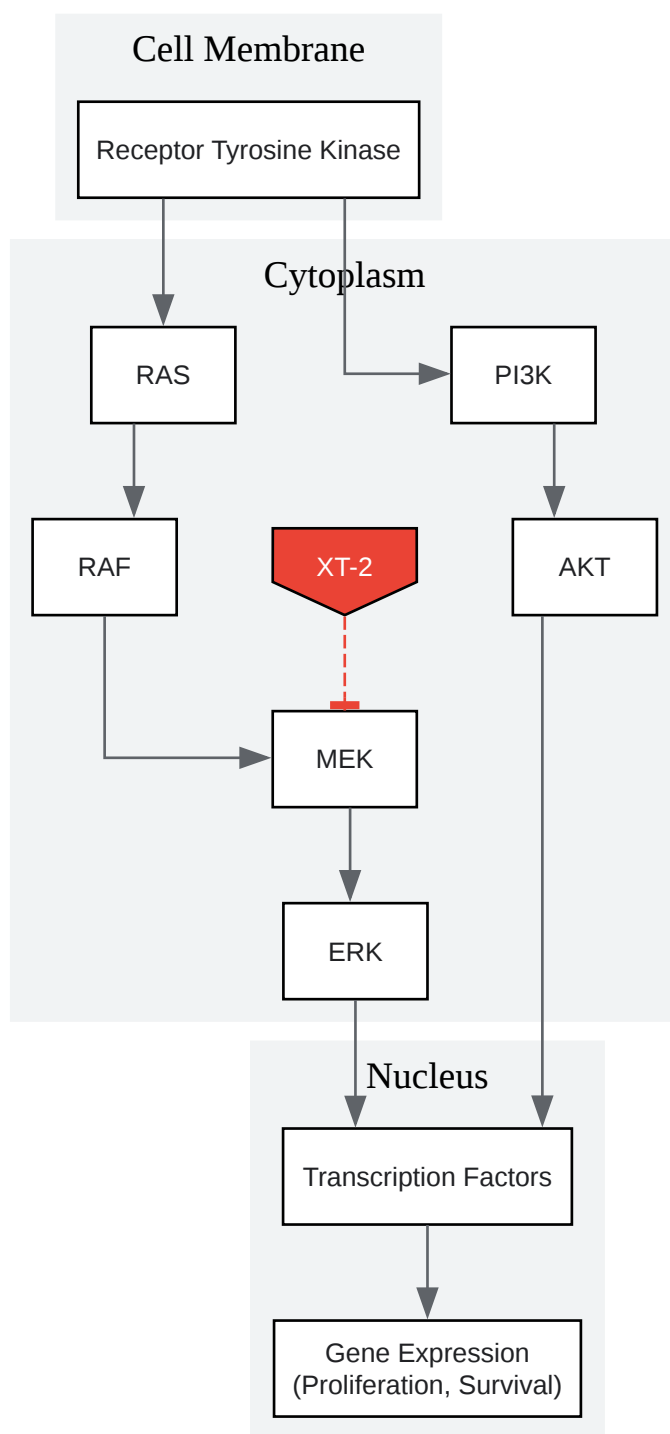 Cell Membrane
Receptor Tyrosine Kinase
Cytoplasm
RAS
PI3K
RAF
XT-2
AKT
MEK
ERK
Nucleus
Transcription Factors
Gene Expression
(Proliferation, Survival)